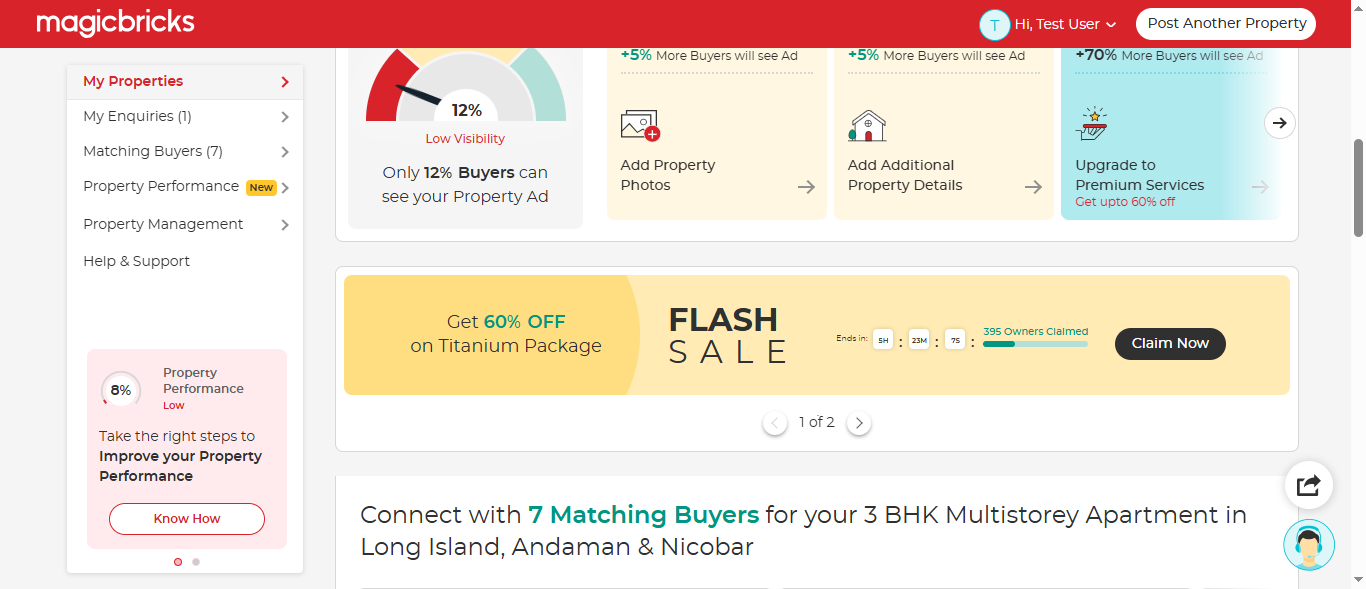 magicbricks
T
Hi, Test User
Post Another Property
My Properties
My Enquiries (1)
Matching Buyers (7)
Property Performance New
Property Management
Help & Support
8%
Property
Performance
Low
Take the right steps to
Improve your Property
Performance
Know How
12%
Low Visibility
Only 12% Buyers can
see your Property Ad
+5% More Buyers will see Ad
Add Property
Photos
+5% More Buyers will see Ad
Add Additional
Property Details
+70% More Buyers will see Ad
Upgrade to
Premium Services
Get upto 60% off
Get 60% OFF
on Titanium Package
FLASH
SALE
Ends in: 5H : 23M : 7S :
395 Owners Claimed
Claim Now
1 of 2
Connect with 7 Matching Buyers for your 3 BHK Multistorey Apartment in
Long Island, Andaman & Nicobar